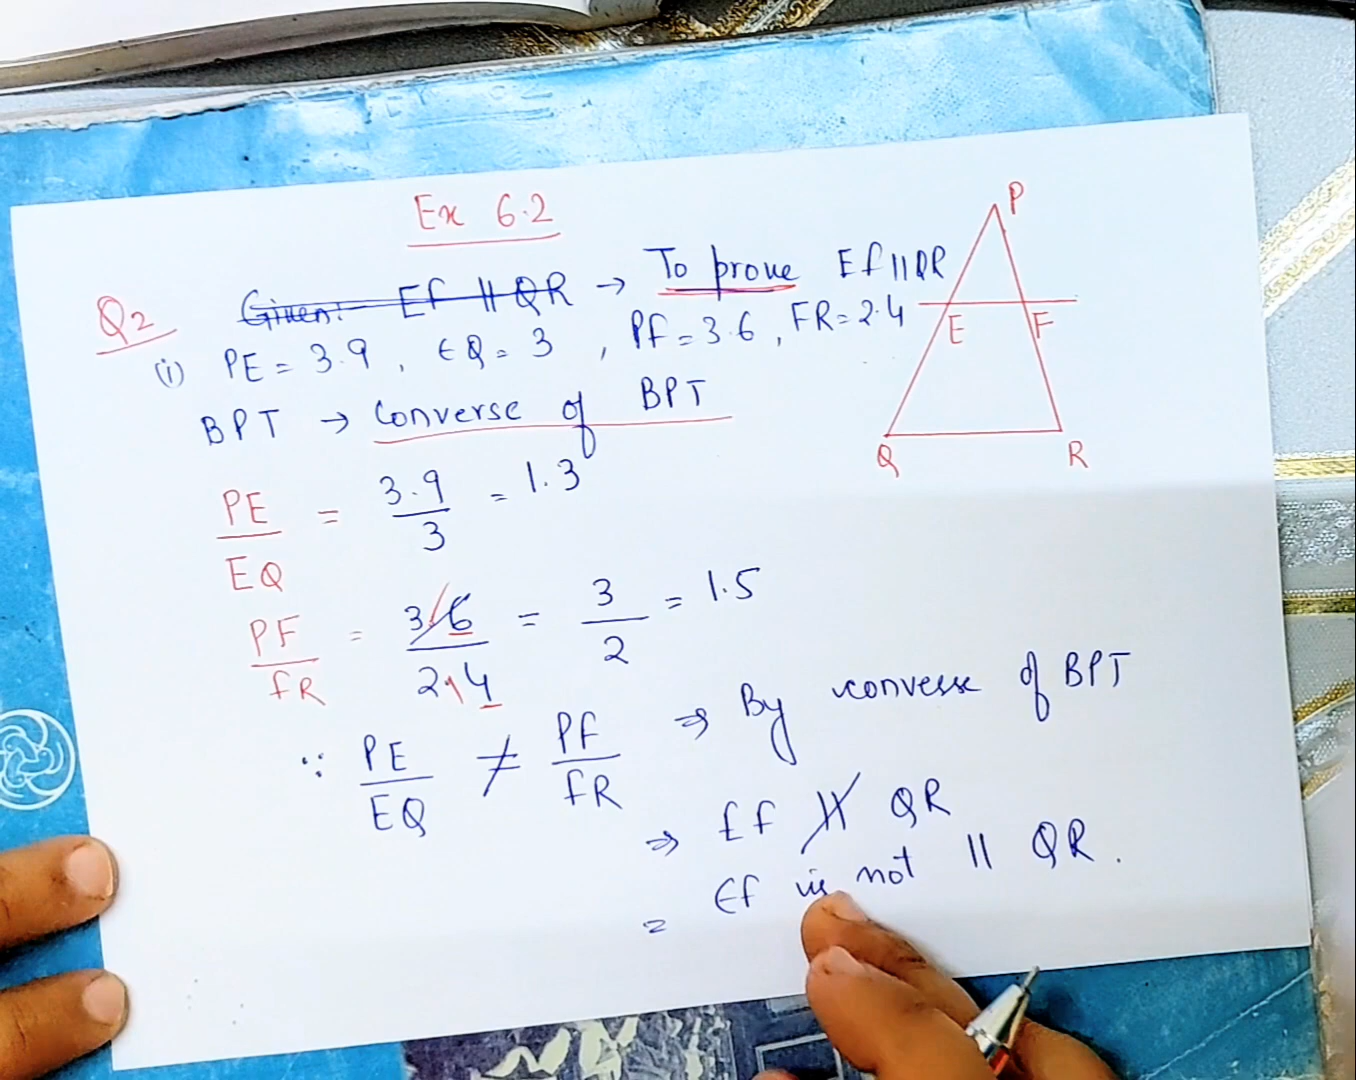 Ex 6.2
Q2 Given: EF || QR → To prove EF || QR
(i) PE = 3.9, EQ = 3, PF = 3.6, FR = 2.4
BPT → Converse of BPT
PE/EQ = 3.9/3 = 1.3
PF/FR = 3.6/2.4 = 3/2 = 1.5
∵ PE/EQ ≠ PF/FR ⇒ By converse of BPT
⇒ EF ∦ QR
= EF is not || QR.
P
E F
Q R